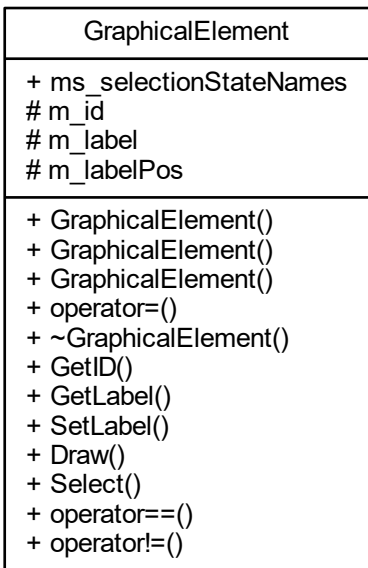 GraphicalElement
+ ms_selectionStateNames
# m_id
# m_label
# m_labelPos
+ GraphicalElement()
+ GraphicalElement()
+ GraphicalElement()
+ operator=()
+ ~GraphicalElement()
+ GetID()
+ GetLabel()
+ SetLabel()
+ Draw()
+ Select()
+ operator==()
+ operator!=()